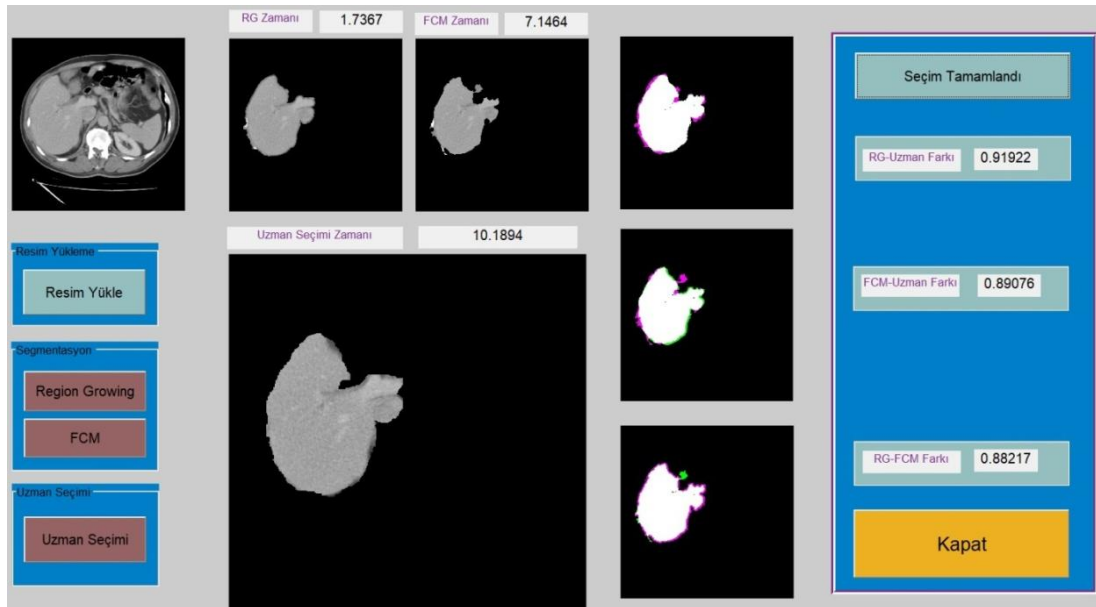 RG Zamanı
1.7367
FCM Zamanı
7.1464
Uzman Seçimi Zamanı
10.1894
Resim Yükleme
Resim Yükle
Segmentasyon
Region Growing
FCM
Uzman Seçimi
Uzman Seçimi
Seçim Tamamlandı
RG-Uzman Farkı
0.91922
FCM-Uzman Farkı
0.89076
RG-FCM Farkı
0.88217
Kapat